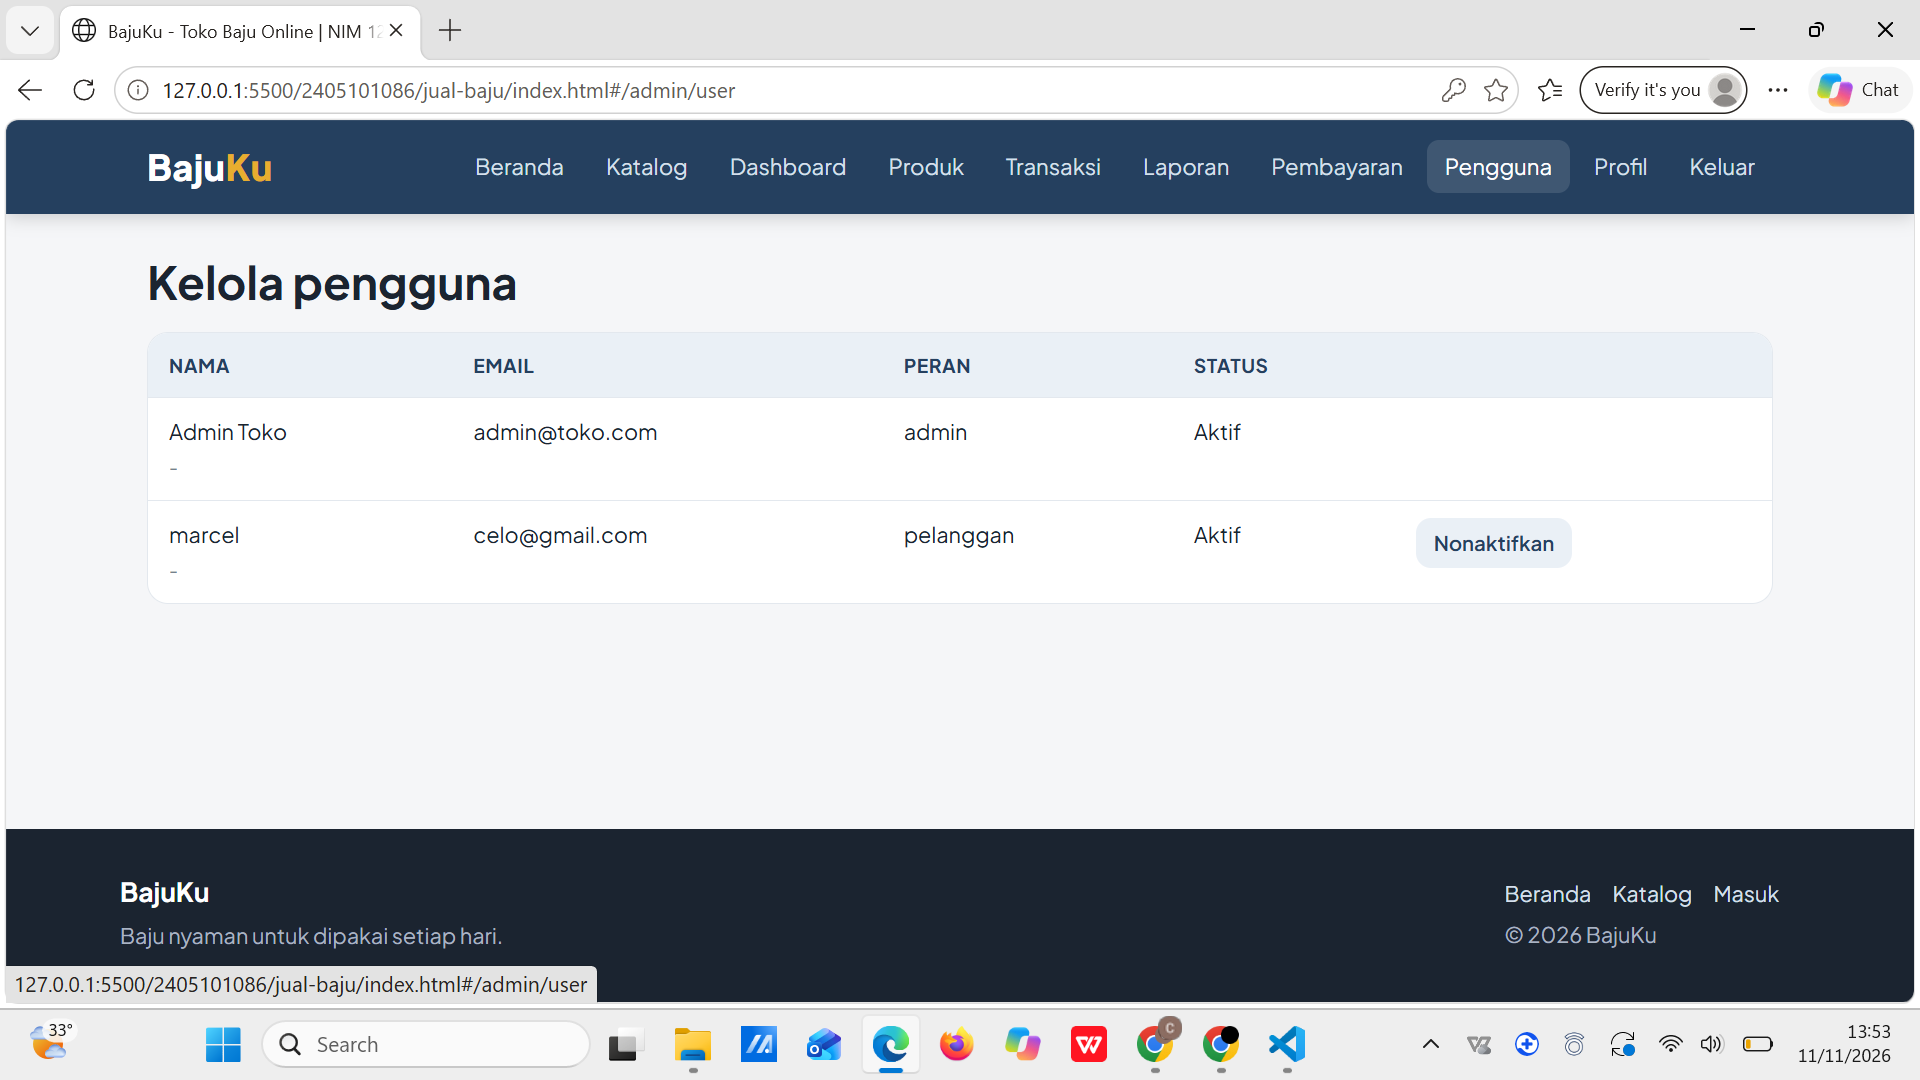 BajuKu - Toko Baju Online | NIM 12
127.0.0.1:5500/2405101086/jual-baju/index.html#/admin/user
Verify it's you
Chat
BajuKu
Beranda Katalog Dashboard Produk Transaksi Laporan Pembayaran Pengguna Profil Keluar
Kelola pengguna
NAMA EMAIL PERAN STATUS
Admin Toko admin@toko.com admin Aktif
-
marcel celo@gmail.com pelanggan Aktif Nonaktifkan
-
BajuKu
Baju nyaman untuk dipakai setiap hari.
Beranda Katalog Masuk
© 2026 BajuKu
127.0.0.1:5500/2405101086/jual-baju/index.html#/admin/user
33°
Search
C
13:53
11/11/2026